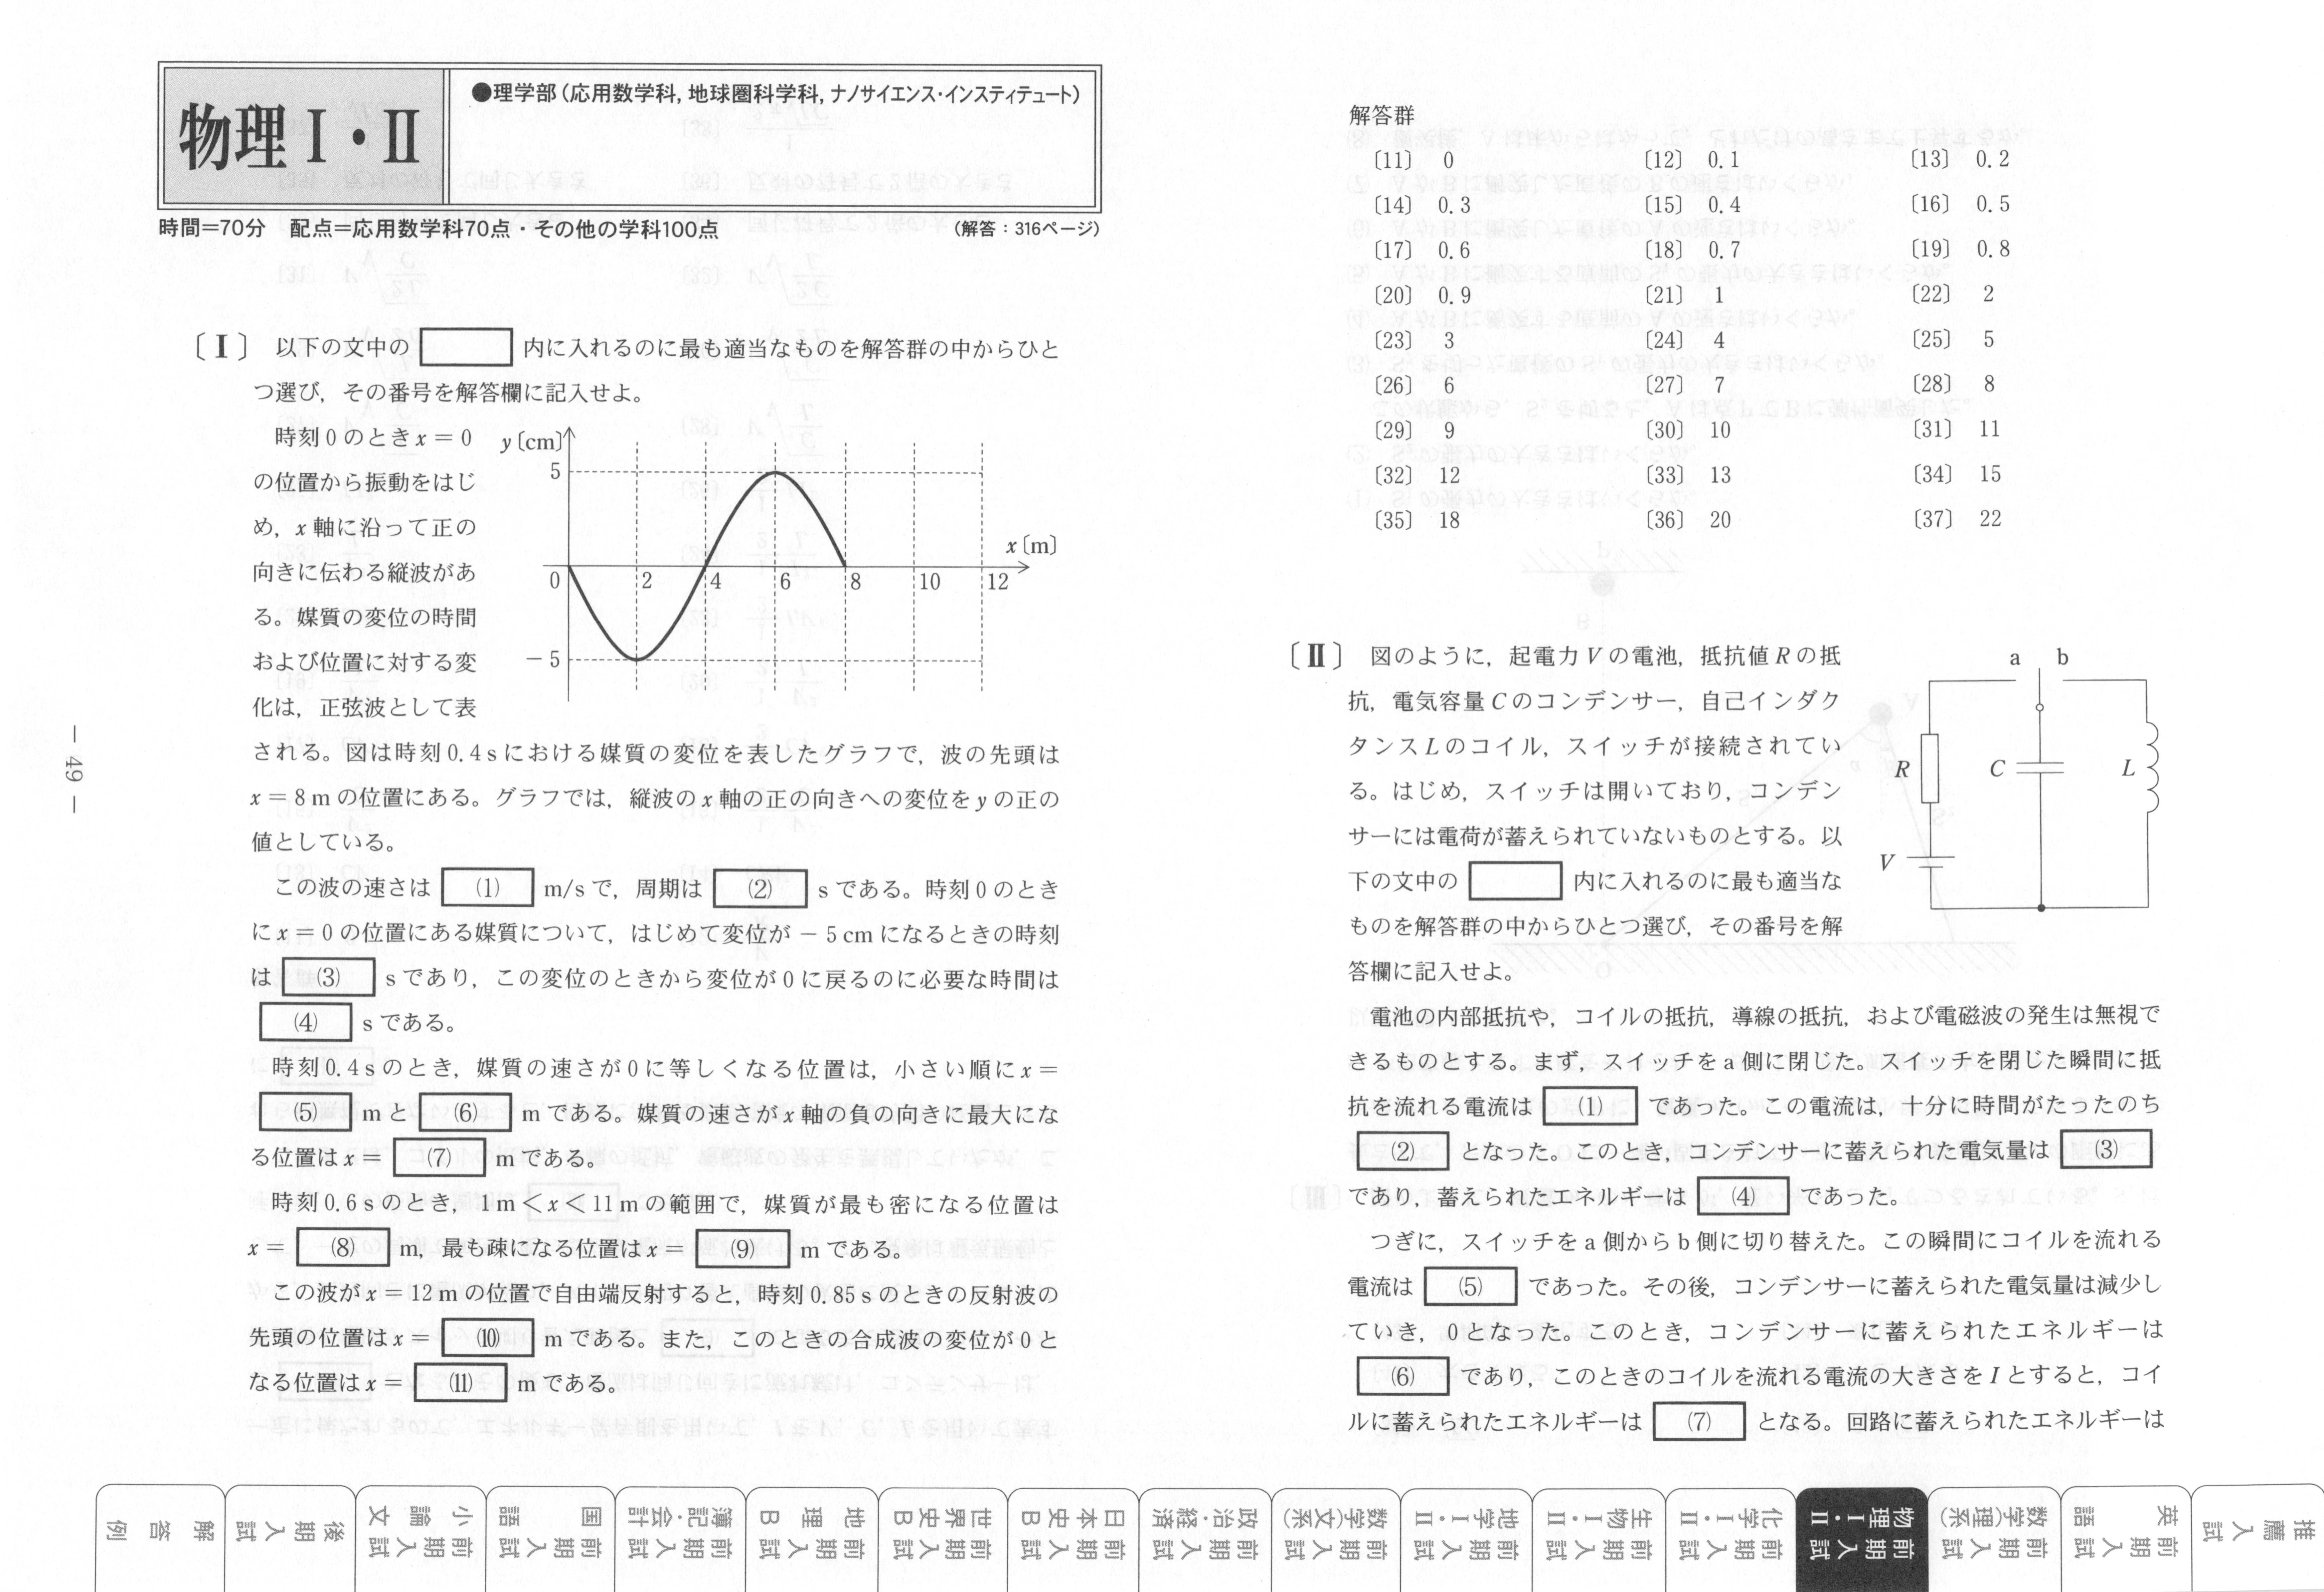 物理Ⅰ・Ⅱ
●理学部(応用数学科, 地球圏科学科, ナノサイエンス・インスティテュート)
時間=70分 配点=応用数学科70点・その他の学科100点 (解答:316ページ)
〔Ⅰ〕 以下の文中の 内に入れるのに最も適当なものを解答群の中からひと
つ選び,その番号を解答欄に記入せよ。
時刻0のときx=0
の位置から振動をはじ
め,x軸に沿って正の
向きに伝わる縦波があ
る。媒質の変位の時間
および位置に対する変
化は,正弦波として表
y〔cm〕
5
x〔m〕
0 2 4 6 8 10 12
−5
される。図は時刻0.4sにおける媒質の変位を表したグラフで,波の先頭は
x=8mの位置にある。グラフでは,縦波のx軸の正の向きへの変位をyの正の
値としている。
この波の速さは (1) m/sで,周期は (2) sである。時刻0のとき
にx=0の位置にある媒質について,はじめて変位が−5cmになるときの時刻
は (3) sであり,この変位のときから変位が0に戻るのに必要な時間は
(4) sである。
時刻0.4sのとき,媒質の速さが0に等しくなる位置は,小さい順にx=
(5) mと (6) mである。媒質の速さがx軸の負の向きに最大にな
る位置はx= (7) mである。
時刻0.6sのとき,1m<x<11mの範囲で,媒質が最も密になる位置は
x= (8) m,最も疎になる位置はx= (9) mである。
この波がx=12mの位置で自由端反射すると,時刻0.85sのときの反射波の
先頭の位置はx= (10) mである。また,このときの合成波の変位が0と
なる位置はx= (11) mである。
— 49 —
解答群
〔11〕 0 〔12〕 0.1 〔13〕 0.2
〔14〕 0.3 〔15〕 0.4 〔16〕 0.5
〔17〕 0.6 〔18〕 0.7 〔19〕 0.8
〔20〕 0.9 〔21〕 1 〔22〕 2
〔23〕 3 〔24〕 4 〔25〕 5
〔26〕 6 〔27〕 7 〔28〕 8
〔29〕 9 〔30〕 10 〔31〕 11
〔32〕 12 〔33〕 13 〔34〕 15
〔35〕 18 〔36〕 20 〔37〕 22
〔Ⅱ〕 図のように,起電力Vの電池,抵抗値Rの抵
抗,電気容量Cのコンデンサー,自己インダク
タンスLのコイル,スイッチが接続されてい
る。はじめ,スイッチは開いており,コンデン
サーには電荷が蓄えられていないものとする。以
下の文中の 内に入れるのに最も適当な
ものを解答群の中からひとつ選び,その番号を解
答欄に記入せよ。
a b
R C L
V
電池の内部抵抗や,コイルの抵抗,導線の抵抗,および電磁波の発生は無視で
きるものとする。まず,スイッチをa側に閉じた。スイッチを閉じた瞬間に抵
抗を流れる電流は (1) であった。この電流は,十分に時間がたったのち
(2) となった。このとき,コンデンサーに蓄えられた電気量は (3)
であり,蓄えられたエネルギーは (4) であった。
つぎに,スイッチをa側からb側に切り替えた。この瞬間にコイルを流れる
電流は (5) であった。その後,コンデンサーに蓄えられた電気量は減少し
ていき,0となった。このとき,コンデンサーに蓄えられたエネルギーは
(6) であり,このときのコイルを流れる電流の大きさをIとすると,コイ
ルに蓄えられたエネルギーは (7) となる。回路に蓄えられたエネルギーは
解答例
後期入試
前期入試 小論文
前期入試 国語
前期入試 簿記・会計
前期入試 地理B
前期入試 世界史B
前期入試 日本史B
前期入試 政治・経済
前期入試 数学(文系)
前期入試 地学Ⅰ・Ⅱ
前期入試 生物Ⅰ・Ⅱ
前期入試 化学Ⅰ・Ⅱ
前期入試 物理Ⅰ・Ⅱ
前期入試 数学(理系)
前期入試 英語
推薦入試